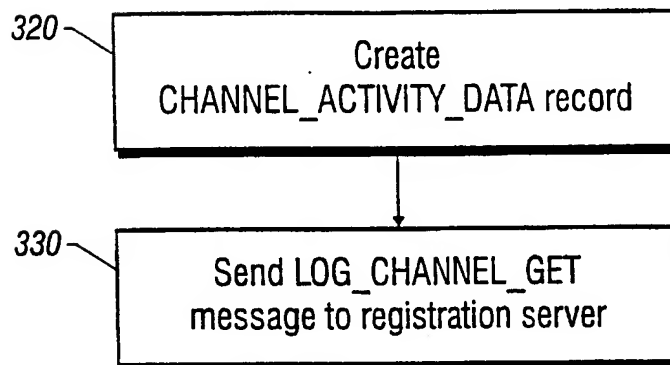 320
Create
CHANNEL_ACTIVITY_DATA record
330
Send LOG_CHANNEL_GET
message to registration server